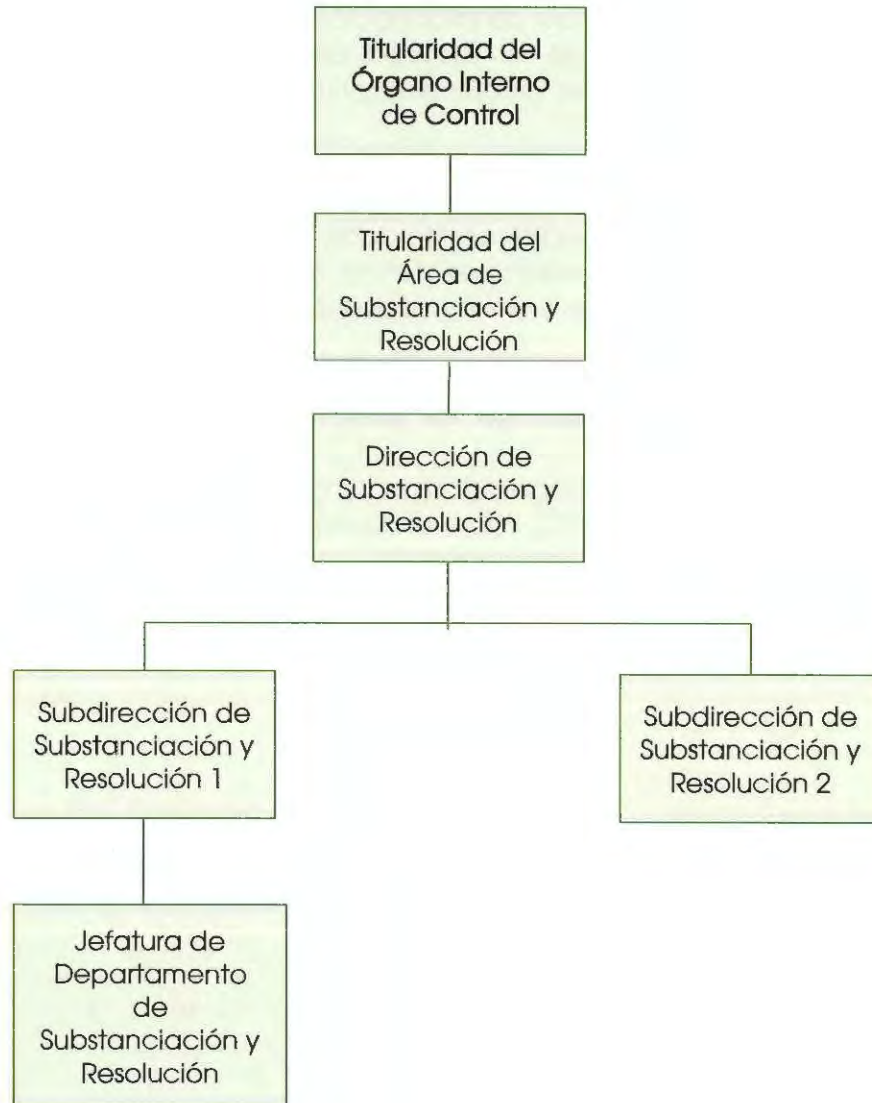 Titularidad del
Órgano Interno
de Control
Titularidad del
Área de
Substanciación y
Resolución
Dirección de
Substanciación y
Resolución
Subdirección de
Substanciación y
Resolución 1
Subdirección de
Substanciación y
Resolución 2
Jefatura de
Departamento
de
Substanciación y
Resolución